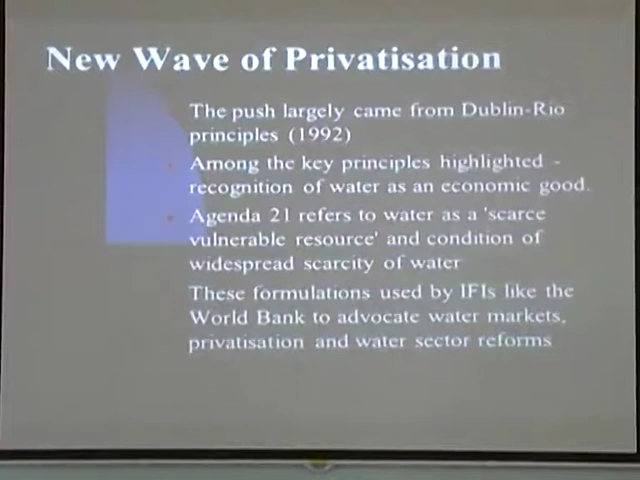 New Wave of Privatisation
The push largely came from Dublin-Rio
principles (1992)
Among the key principles highlighted -
recognition of water as an economic good.
Agenda 21 refers to water as a 'scarce
vulnerable resource' and condition of
widespread scarcity of water
These formulations used by IFIs like the
World Bank to advocate water markets,
privatisation and water sector reforms